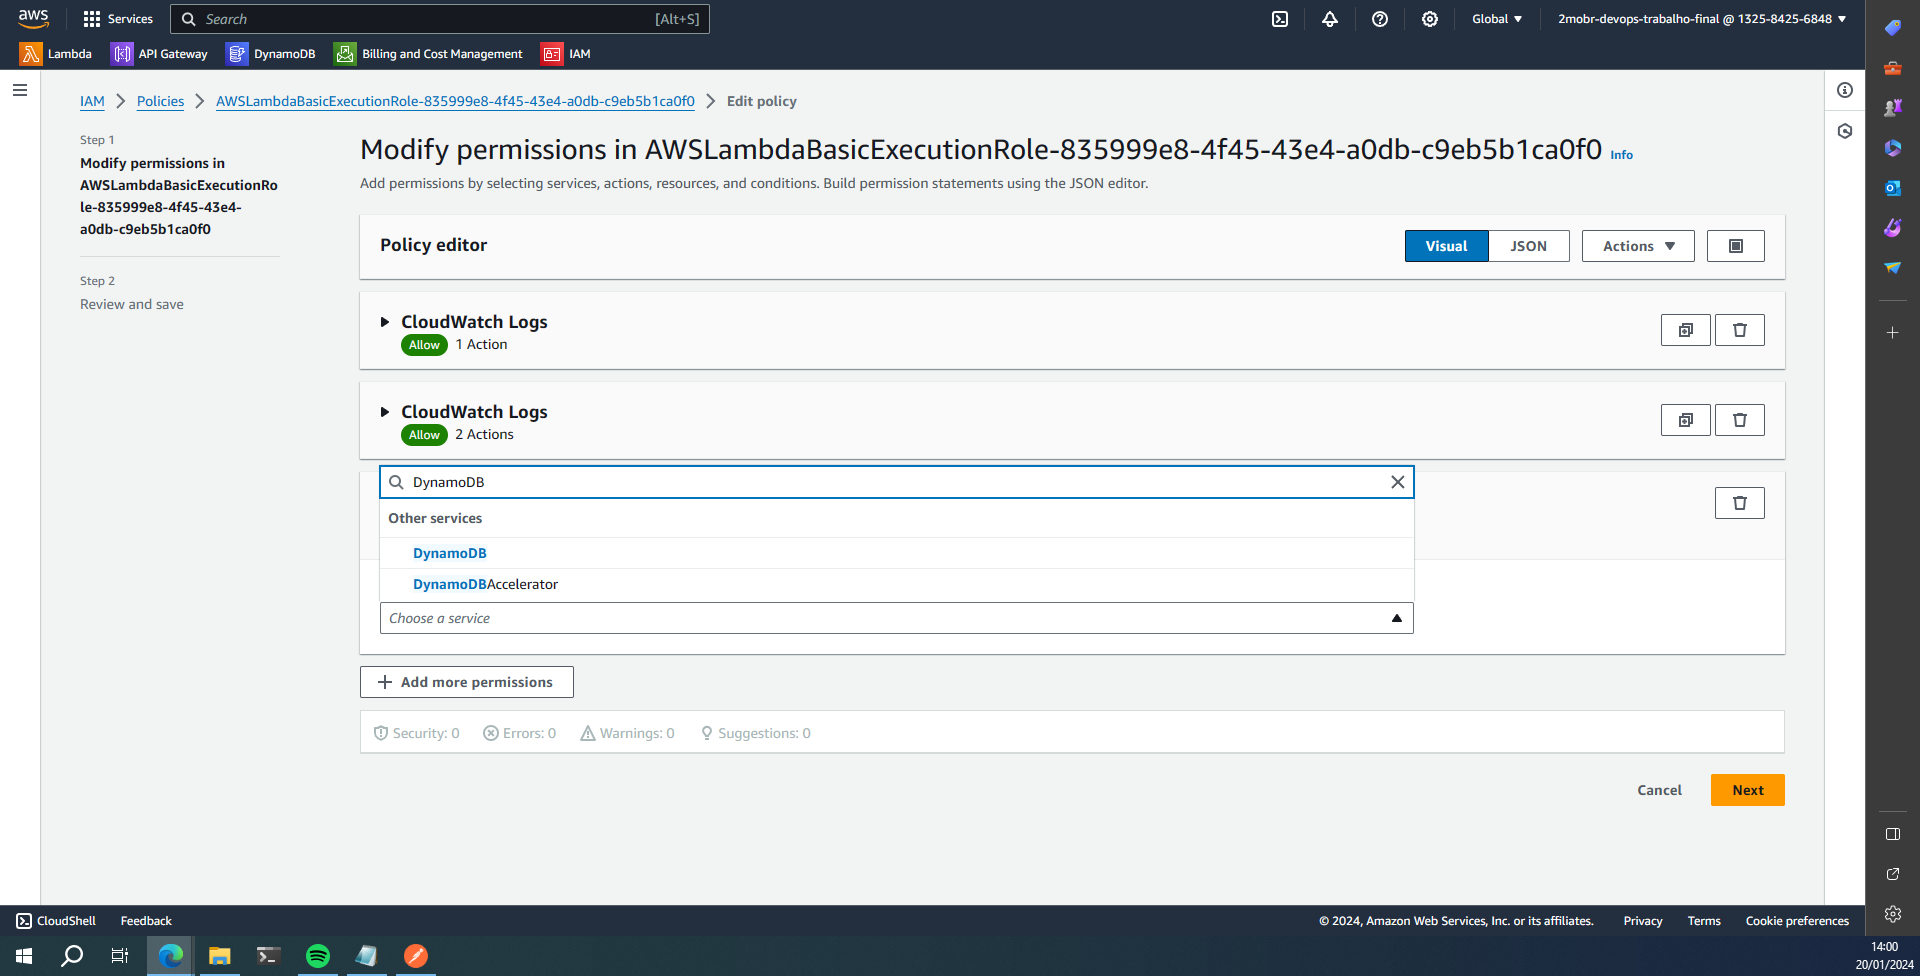 aws
Services
Search
[Alt+S]
Global
2mobr-devops-trabalho-final @ 1325-8425-6848
Lambda
API Gateway
DynamoDB
Billing and Cost Management
IAM
IAM
Policies
AWSLambdaBasicExecutionRole-835999e8-4f45-43e4-a0db-c9eb5b1ca0f0
Edit policy
Step 1
Modify permissions in
AWSLambdaBasicExecutionRo
le-835999e8-4f45-43e4-
a0db-c9eb5b1ca0f0
Step 2
Review and save
Modify permissions in AWSLambdaBasicExecutionRole-835999e8-4f45-43e4-a0db-c9eb5b1ca0f0 Info
Add permissions by selecting services, actions, resources, and conditions. Build permission statements using the JSON editor.
Policy editor
Visual
JSON
Actions
CloudWatch Logs
Allow 1 Action
CloudWatch Logs
Allow 2 Actions
DynamoDB
Other services
DynamoDB
DynamoDBAccelerator
Choose a service
Add more permissions
Security: 0
Errors: 0
Warnings: 0
Suggestions: 0
Cancel
Next
CloudShell
Feedback
© 2024, Amazon Web Services, Inc. or its affiliates.
Privacy
Terms
Cookie preferences
14:00
20/01/2024